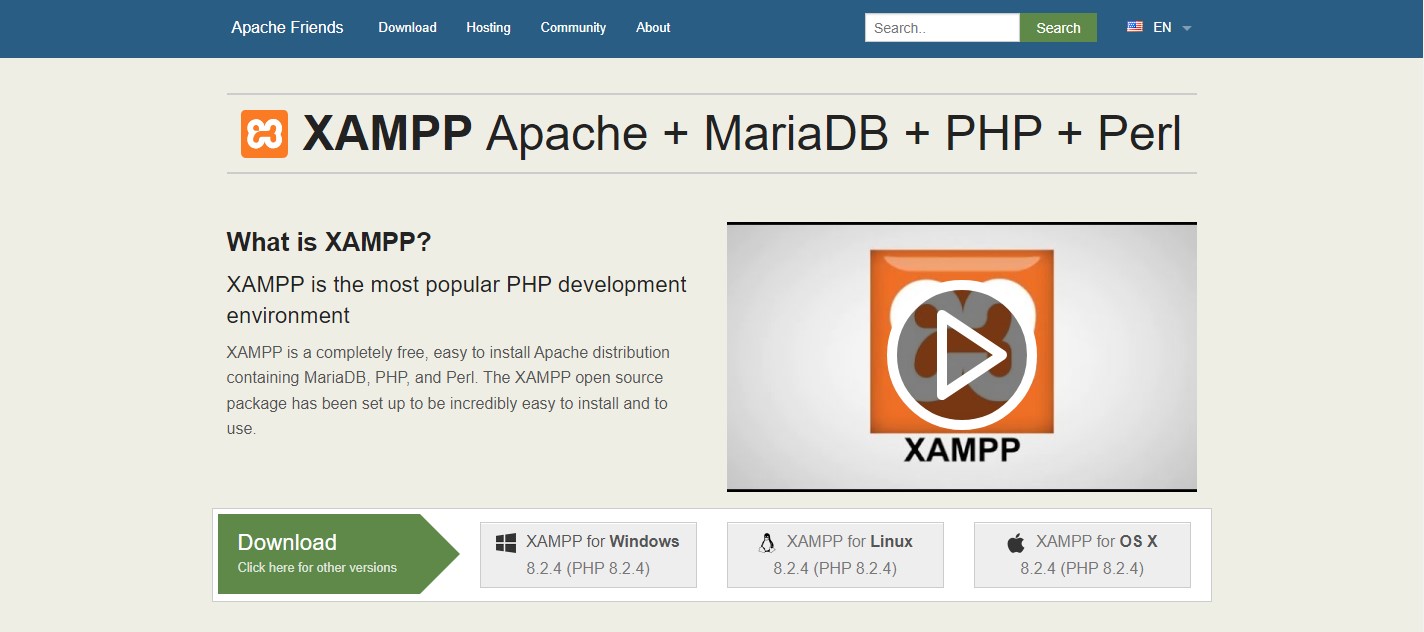 Apache Friends Download Hosting Community About Search.. Search EN
XAMPP Apache + MariaDB + PHP + Perl
What is XAMPP?
XAMPP is the most popular PHP development
environment
XAMPP is a completely free, easy to install Apache distribution
containing MariaDB, PHP, and Perl. The XAMPP open source
package has been set up to be incredibly easy to install and to
use.
XAMPP
Download
Click here for other versions
XAMPP for Windows
8.2.4 (PHP 8.2.4)
XAMPP for Linux
8.2.4 (PHP 8.2.4)
XAMPP for OS X
8.2.4 (PHP 8.2.4)